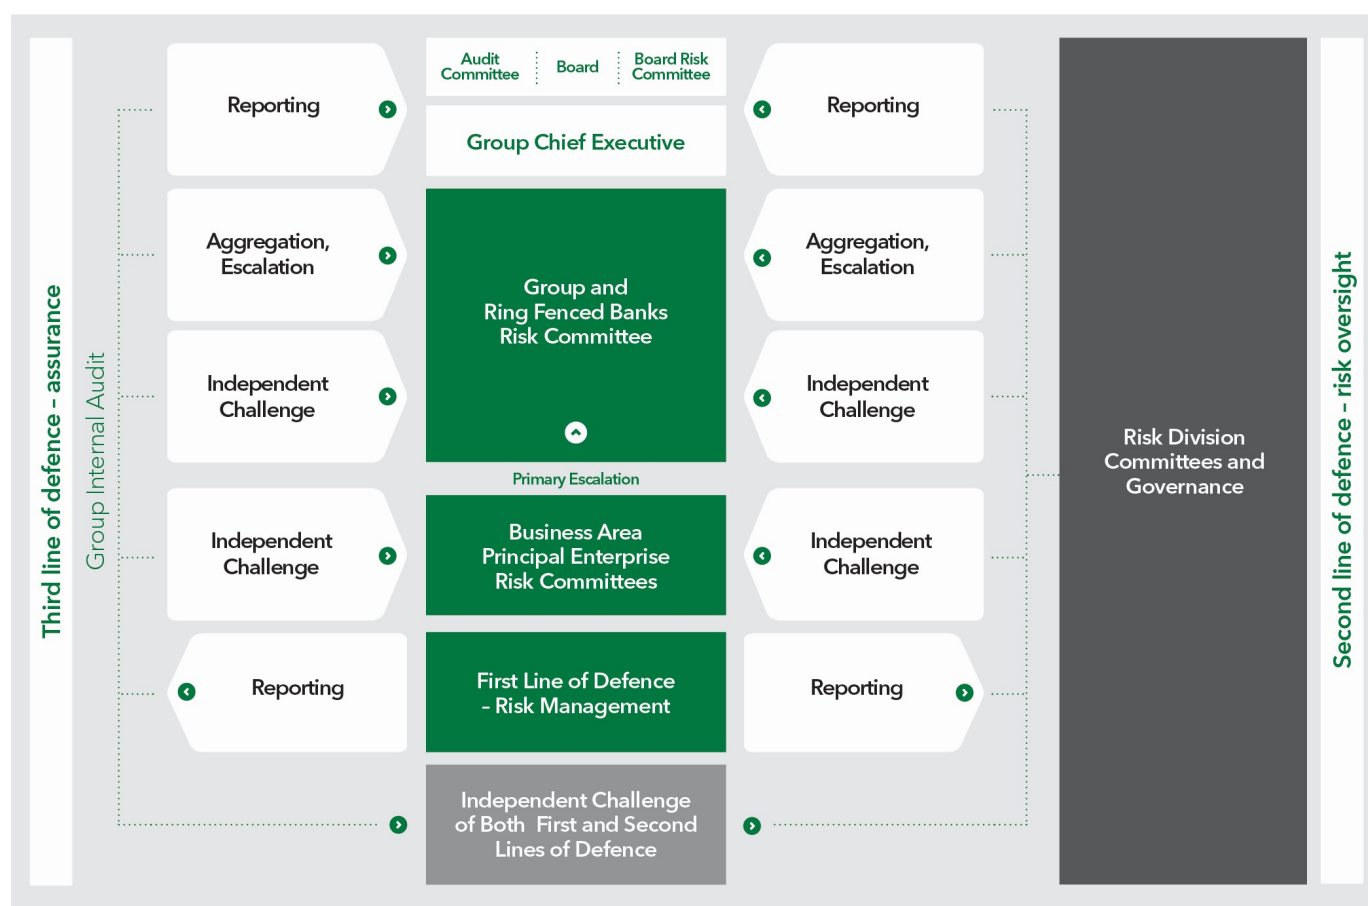 Third line of defence – assurance
Group Internal Audit
Reporting
Aggregation,
Escalation
Independent
Challenge
Independent
Challenge
Reporting
Audit
Committee
Board
Board Risk
Committee
Group Chief Executive
Group and
Ring Fenced Banks
Risk Committee
Primary Escalation
Business Area
Principal Enterprise
Risk Committees
First Line of Defence
– Risk Management
Independent Challenge
of Both First and Second
Lines of Defence
Reporting
Aggregation,
Escalation
Independent
Challenge
Independent
Challenge
Reporting
Risk Division
Committees and
Governance
Second line of defence – risk oversight